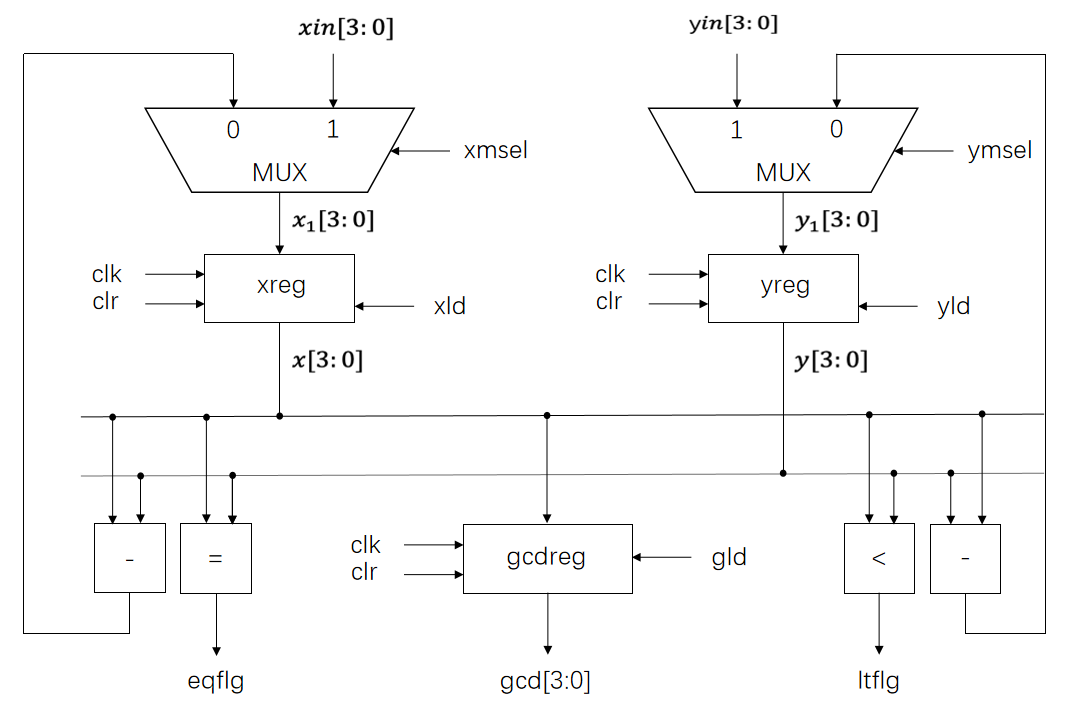 xin[3:0]
yin[3:0]
0
1
1
0
MUX
xmsel
MUX
ymsel
x₁[3:0]
y₁[3:0]
clk
clr
xreg
xld
clk
clr
yreg
yld
x[3:0]
y[3:0]
-
=
clk
clr
gcdreg
gld
<
-
eqflg
gcd[3:0]
ltflg